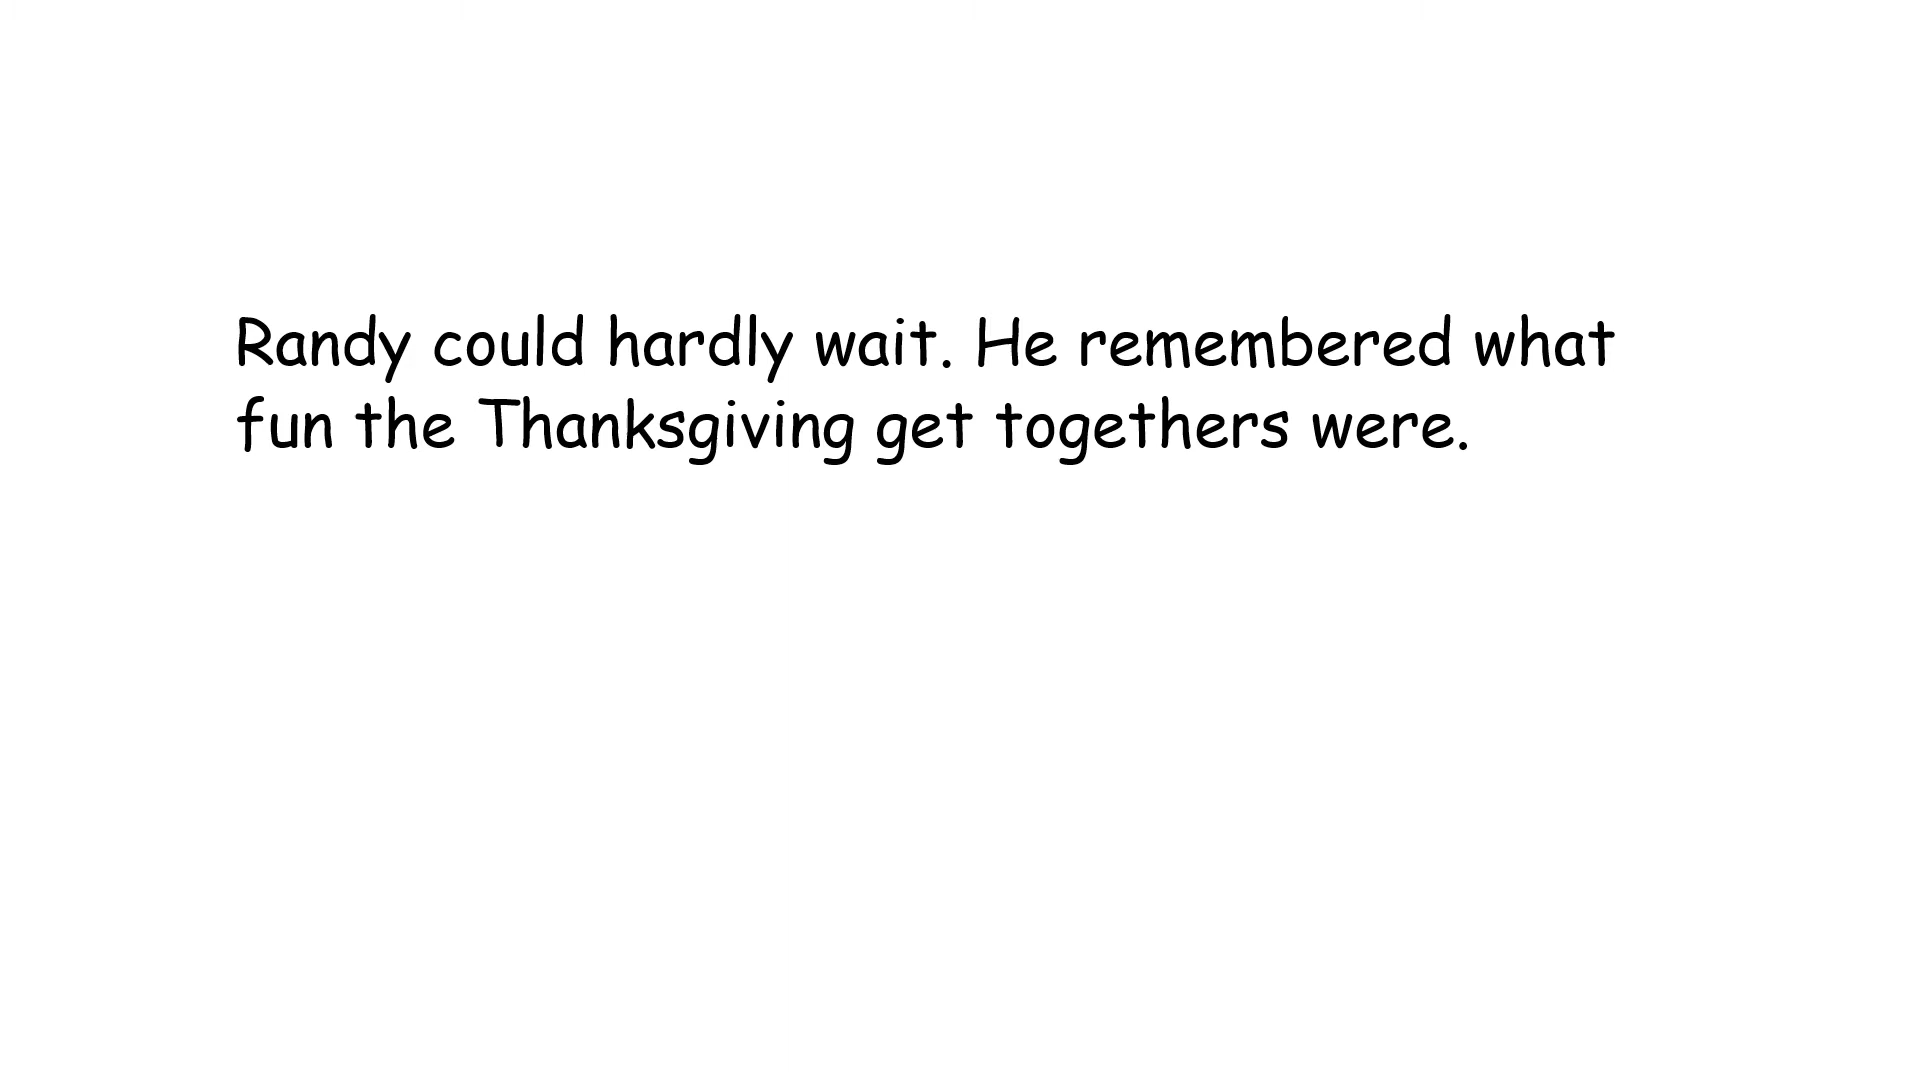 Randy could hardly wait. He remembered what
fun the Thanksgiving get togethers were.